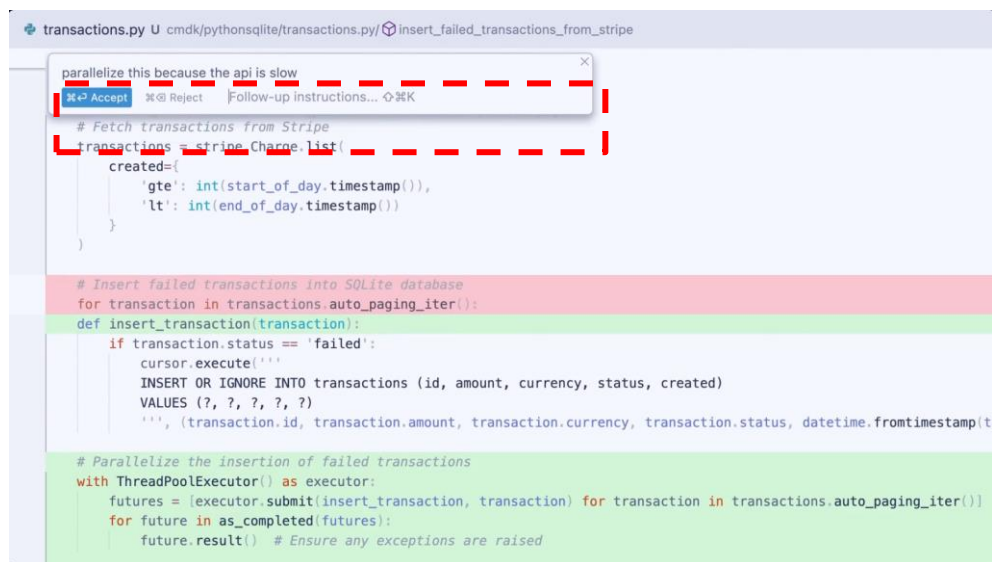 transactions.py U cmdk/pythonsqlite/transactions.py/ insert_failed_transactions_from_stripe
parallelize this because the api is slow
⌘⏎ Accept ⌘⌫ Reject Follow-up instructions... ⇧⌘K
# Fetch transactions from Stripe
transactions = stripe.Charge.list(
    created={
        'gte': int(start_of_day.timestamp()),
        'lt': int(end_of_day.timestamp())
    }
)
# Insert failed transactions into SQLite database
for transaction in transactions.auto_paging_iter():
def insert_transaction(transaction):
    if transaction.status == 'failed':
        cursor.execute('''
        INSERT OR IGNORE INTO transactions (id, amount, currency, status, created)
        VALUES (?, ?, ?, ?, ?)
        ''', (transaction.id, transaction.amount, transaction.currency, transaction.status, datetime.fromtimestamp(t
# Parallelize the insertion of failed transactions
with ThreadPoolExecutor() as executor:
    futures = [executor.submit(insert_transaction, transaction) for transaction in transactions.auto_paging_iter()]
    for future in as_completed(futures):
        future.result()  # Ensure any exceptions are raised